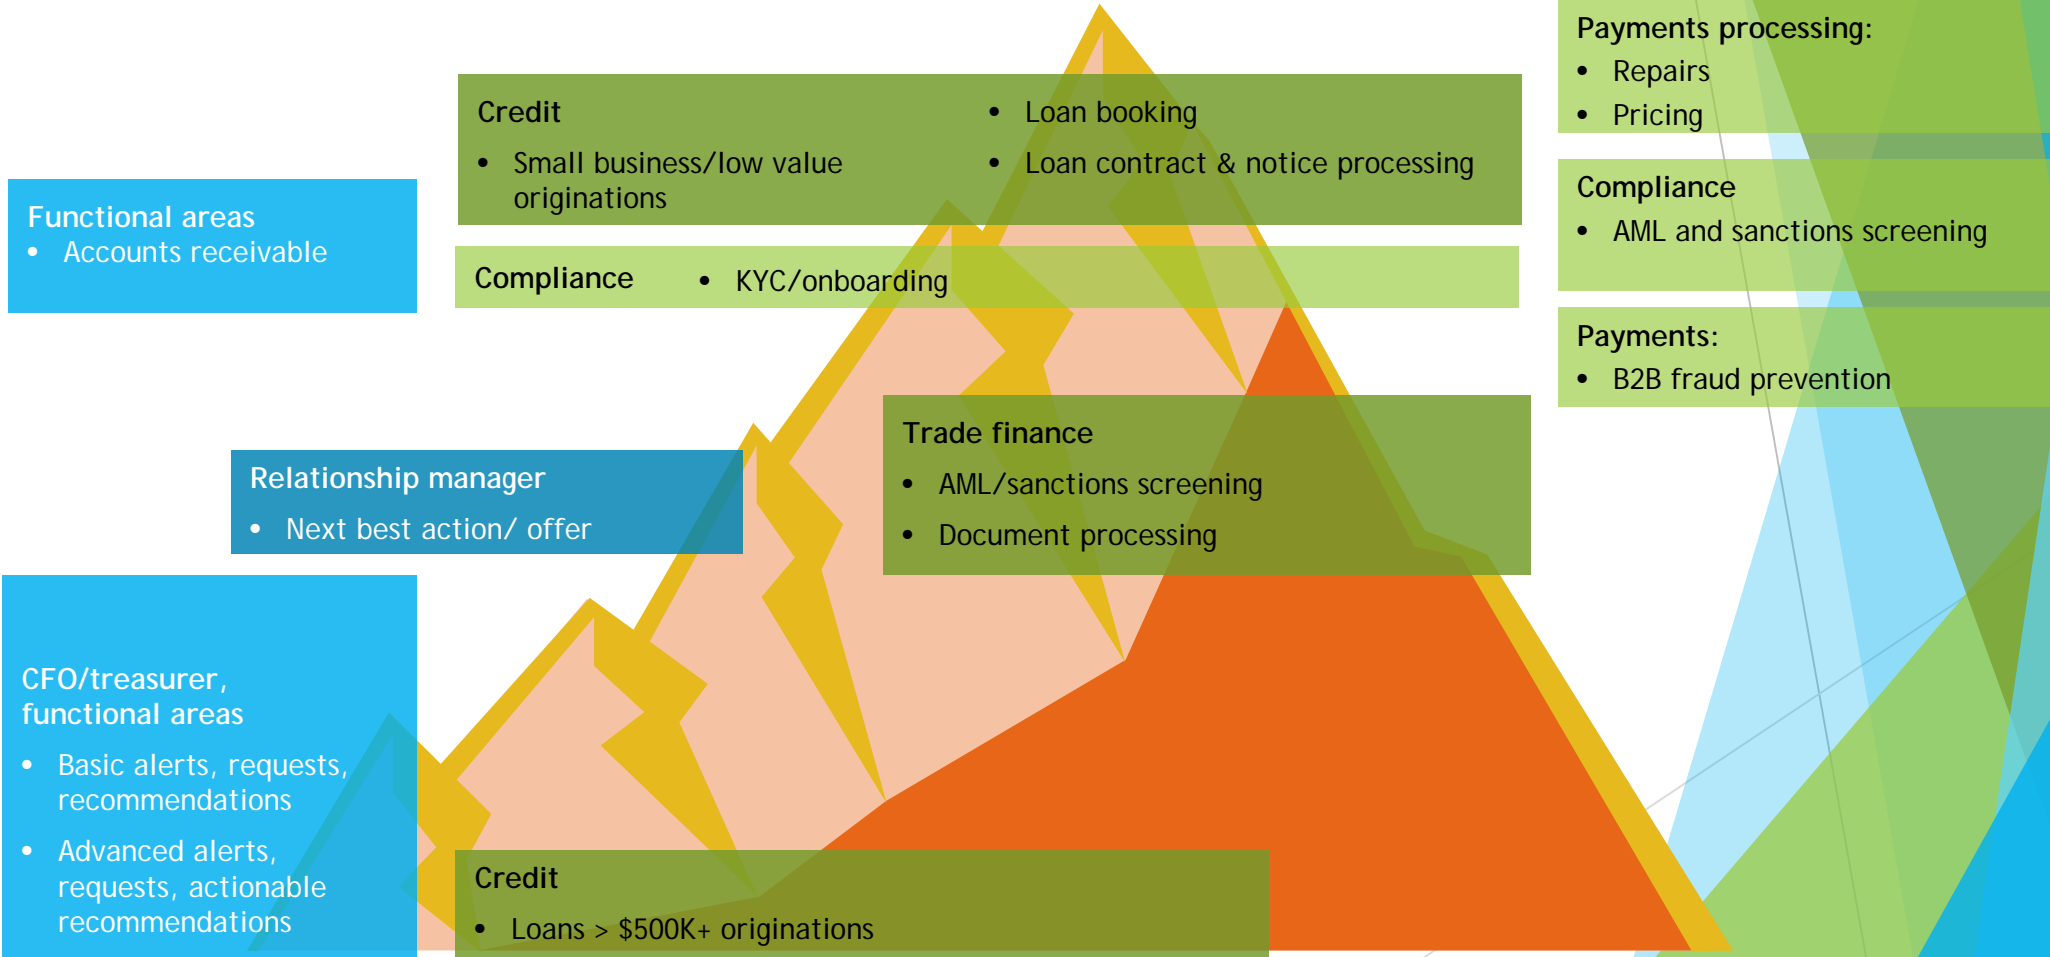 Functional areas
• Accounts receivable
Credit
• Small business/low value
originations
• Loan booking
• Loan contract & notice processing
Compliance
• KYC/onboarding
Payments processing:
• Repairs
• Pricing
Compliance
• AML and sanctions screening
Payments:
• B2B fraud prevention
Relationship manager
• Next best action/ offer
Trade finance
• AML/sanctions screening
• Document processing
CFO/treasurer,
functional areas
• Basic alerts, requests,
recommendations
• Advanced alerts,
requests, actionable
recommendations
Credit
• Loans > $500K+ originations